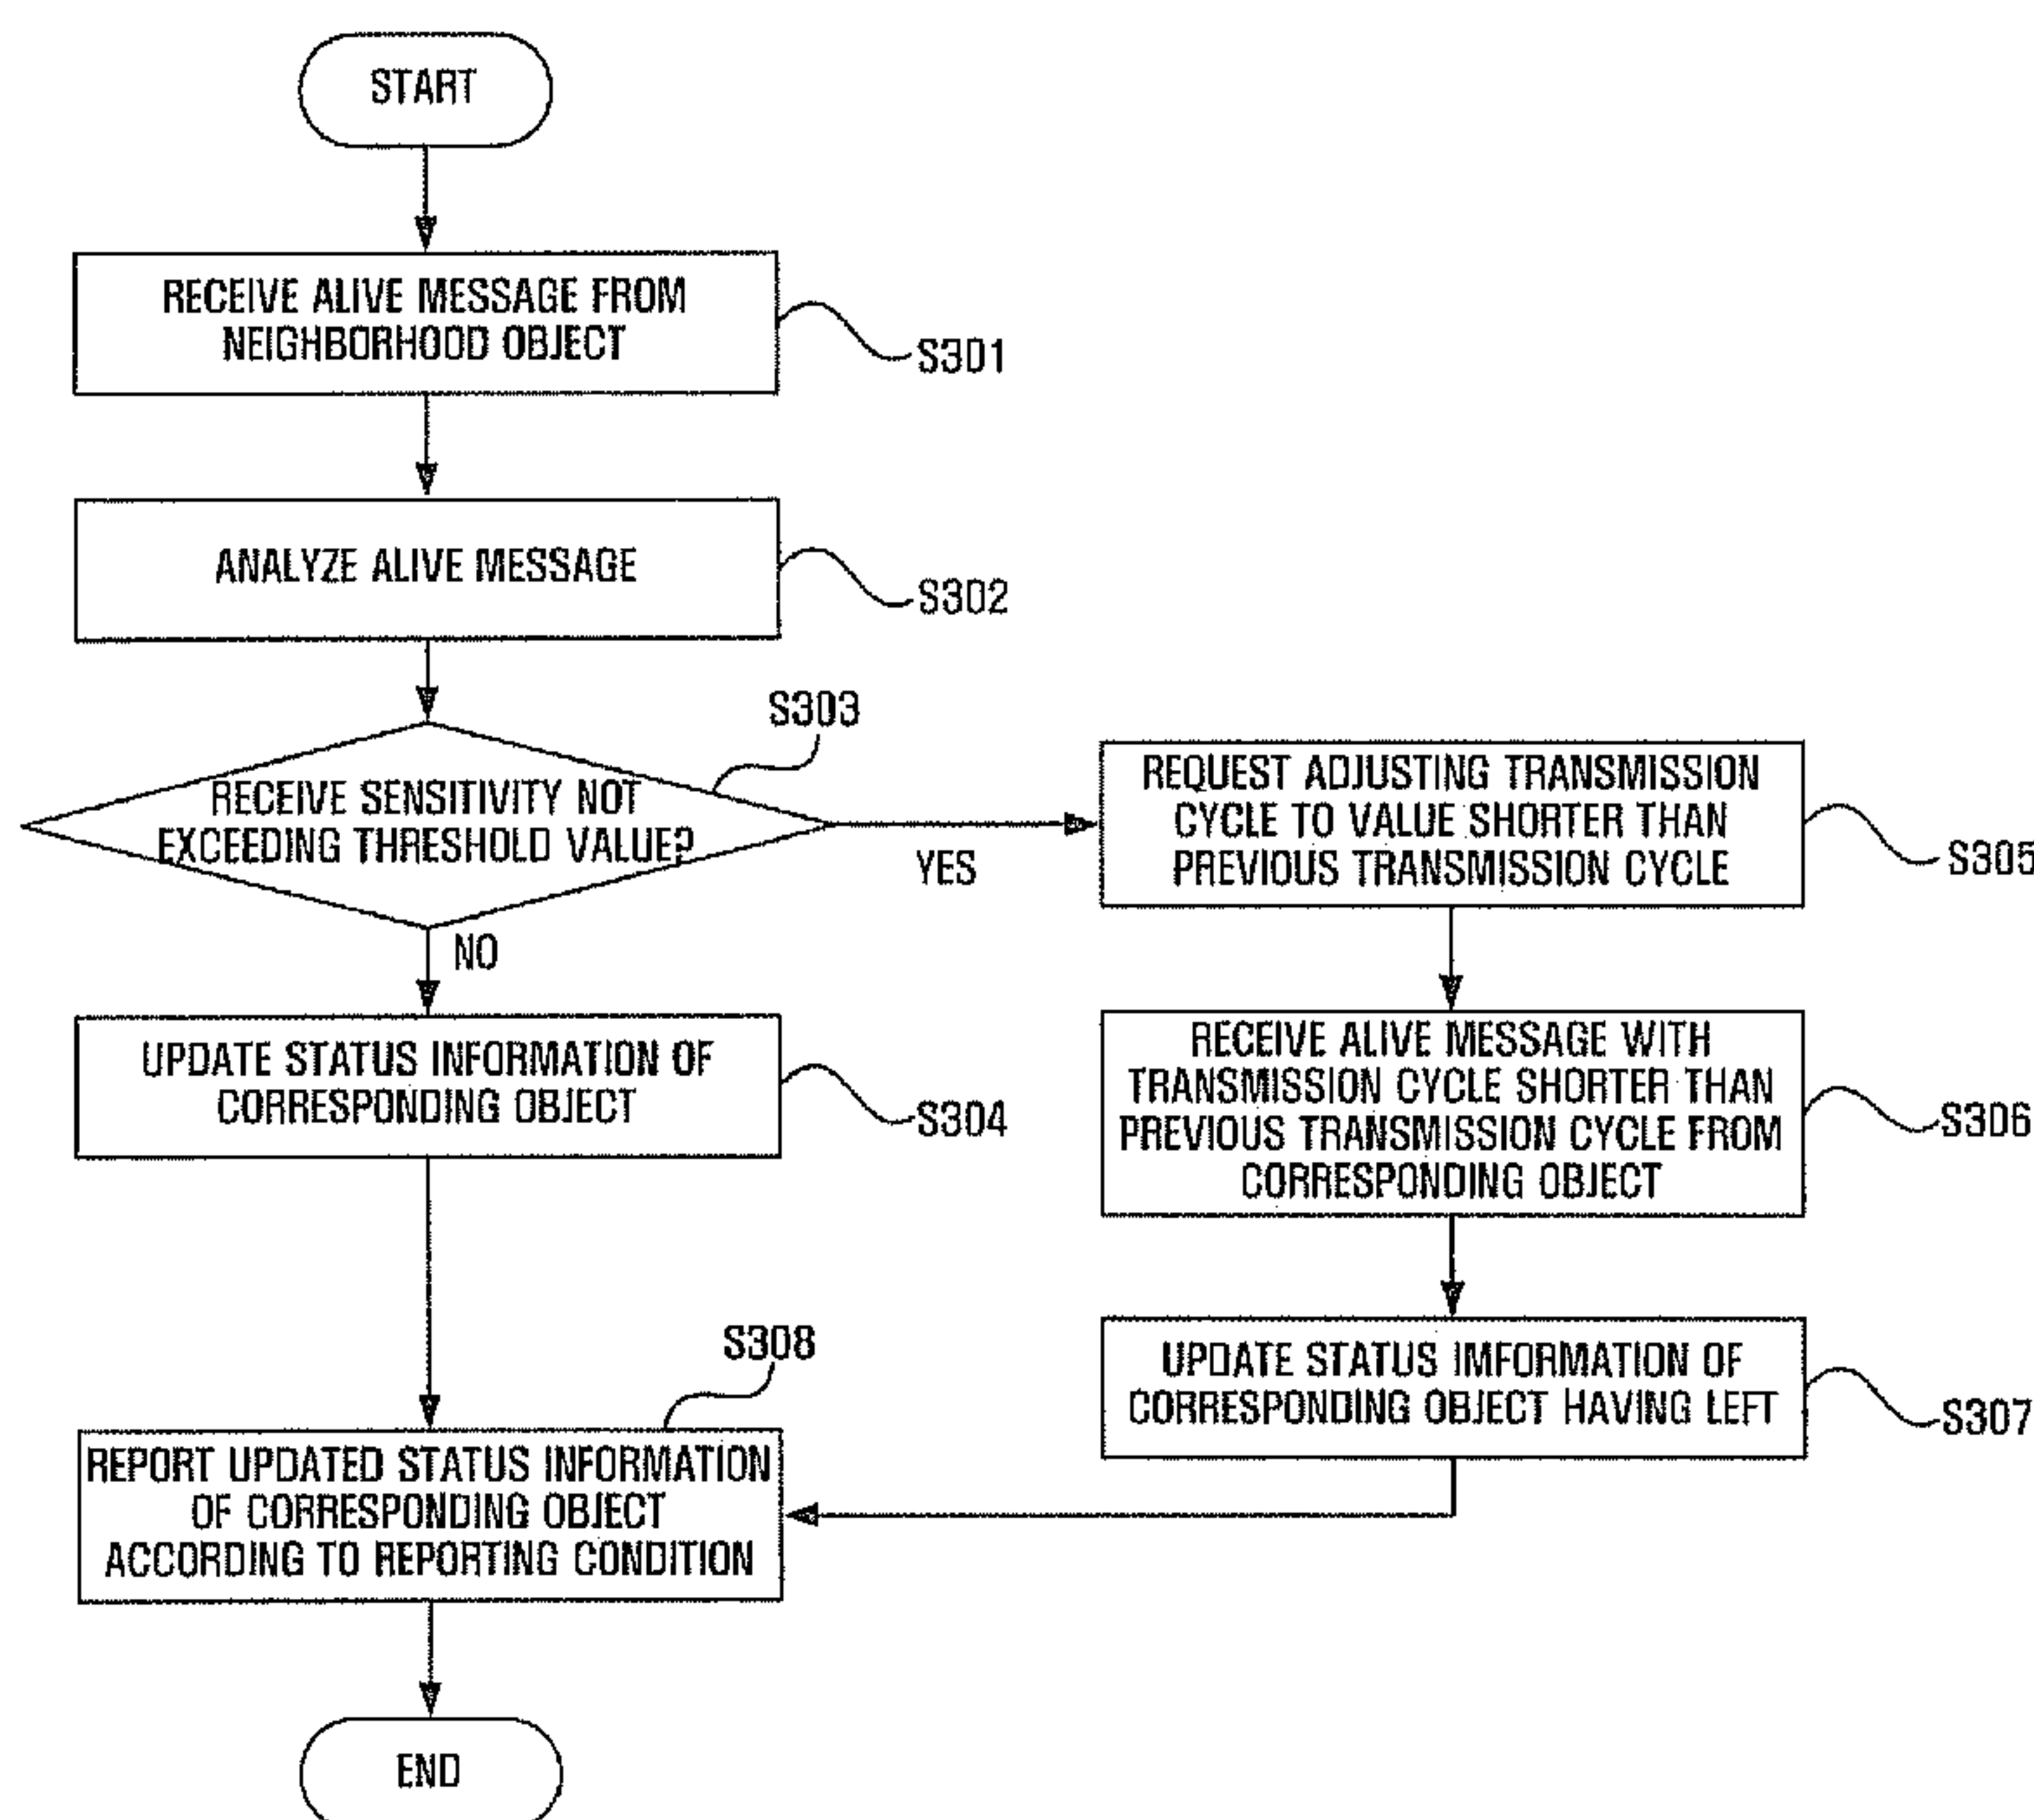 START
RECEIVE ALIVE MESSAGE FROM
NEIGHBORHOOD OBJECT
S301
ANALYZE ALIVE MESSAGE
S302
S303
RECEIVE SENSITIVITY NOT
EXCEEDING THRESHOLD VALUE?
YES
NO
REQUEST ADJUSTING TRANSMISSION
CYCLE TO VALUE SHORTER THAN
PREVIOUS TRANSMISSION CYCLE
S305
UPDATE STATUS INFORMATION OF
CORRESPONDING OBJECT
S304
RECEIVE ALIVE MESSAGE WITH
TRANSMISSION CYCLE SHORTER THAN
PREVIOUS TRANSMISSION CYCLE FROM
CORRESPONDING OBJECT
S306
UPDATE STATUS IMFORMATION OF
CORRESPONDING OBJECT HAVING LEFT
S307
S308
REPORT UPDATED STATUS INFORMATION
OF CORRESPONDING OBJECT
ACCORDING TO REPORTING CONDITION
END